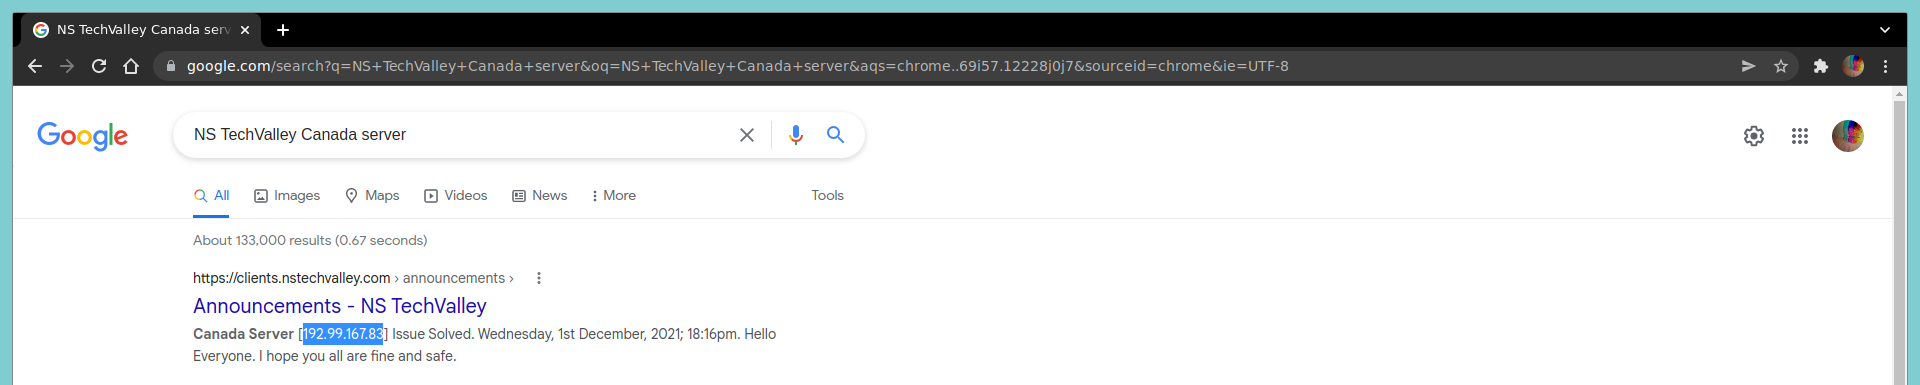 NS TechValley Canada serv
google.com/search?q=NS+TechValley+Canada+server&oq=NS+TechValley+Canada+server&aqs=chrome..69i57.12228j0j7&sourceid=chrome&ie=UTF-8
Google
NS TechValley Canada server
All Images Maps Videos News More Tools
About 133,000 results (0.67 seconds)
https://clients.nstechvalley.com › announcements ›
Announcements - NS TechValley
Canada Server [192.99.167.83] Issue Solved. Wednesday, 1st December, 2021; 18:16pm. Hello
Everyone. I hope you all are fine and safe.